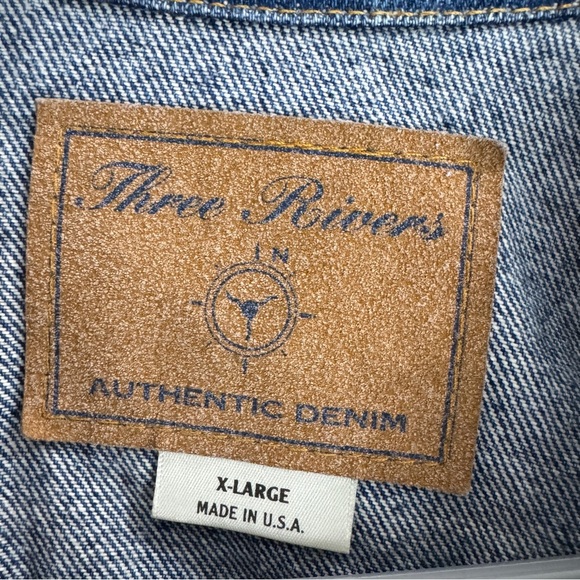 Three Rivers
N
AUTHENTIC DENIM
X-LARGE
MADE IN U.S.A.